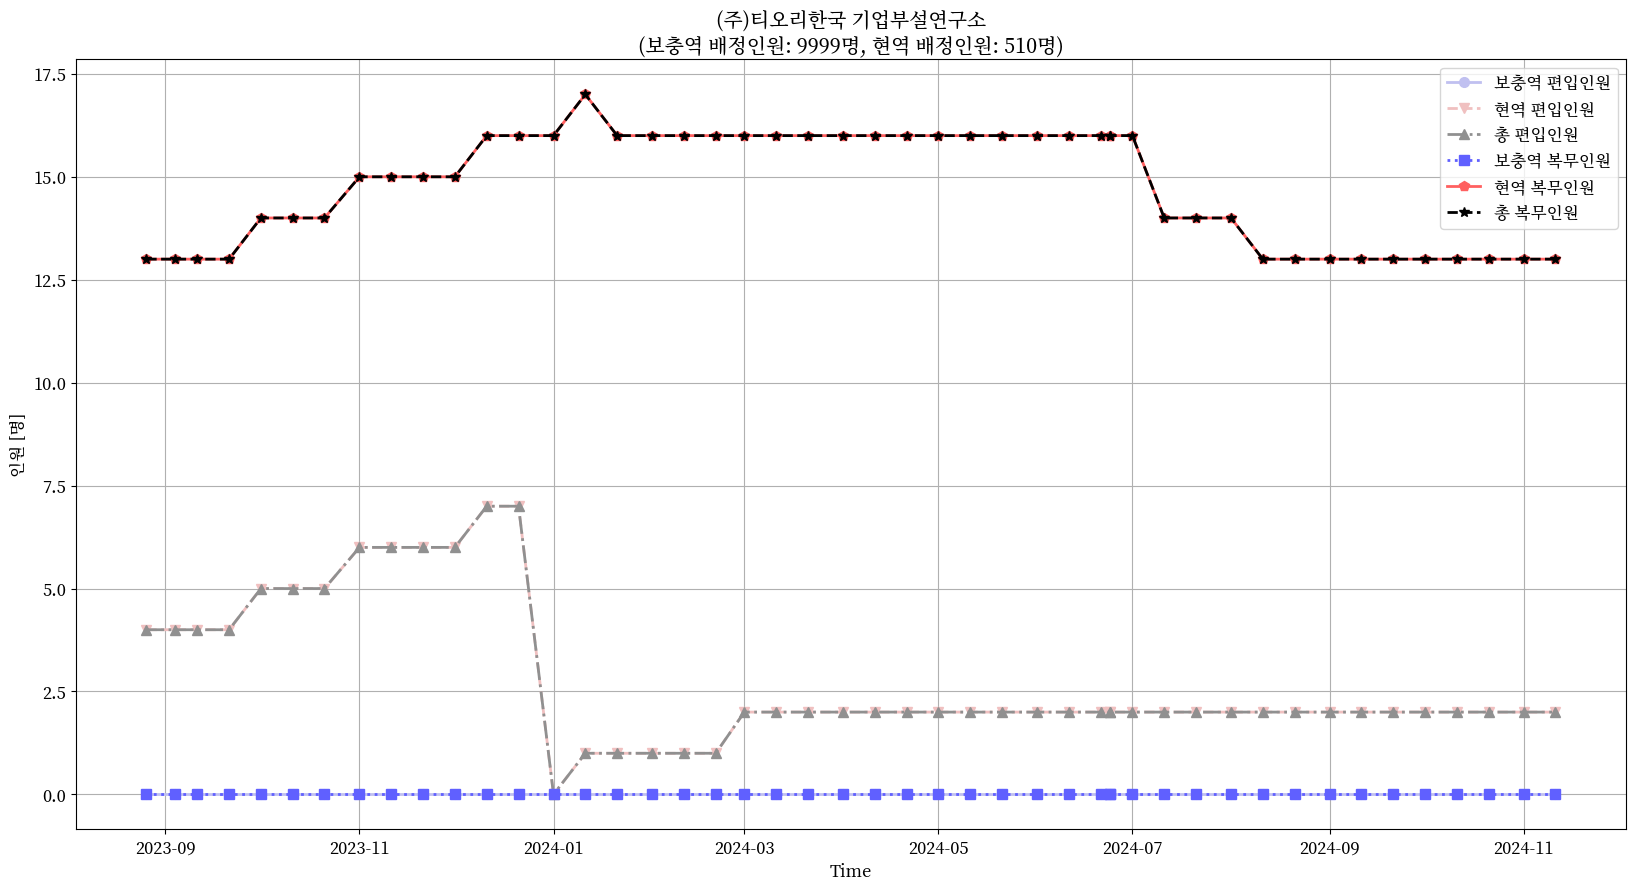 (주)티오리한국 기업부설연구소
(보충역 배정인원: 9999명, 현역 배정인원: 510명)
17.5
15.0
12.5
10.0
7.5
5.0
2.5
0.0
인원 [명]
보충역 편입인원
현역 편입인원
총 편입인원
보충역 복무인원
현역 복무인원
총 복무인원
2023-09
2023-11
2024-01
2024-03
2024-05
2024-07
2024-09
2024-11
Time